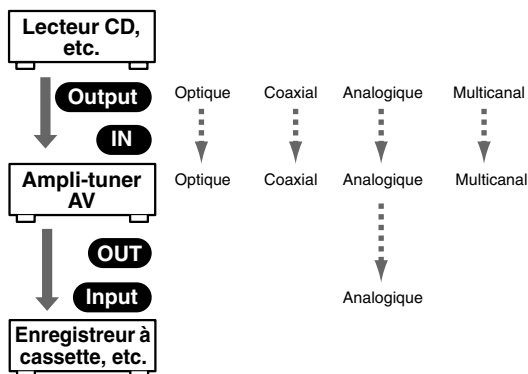 Lecteur CD,
etc.
Output
Optique Coaxial Analogique Multicanal
IN
Ampli-tuner
AV
Optique Coaxial Analogique Multicanal
OUT
Input
Analogique
Enregistreur à
cassette, etc.